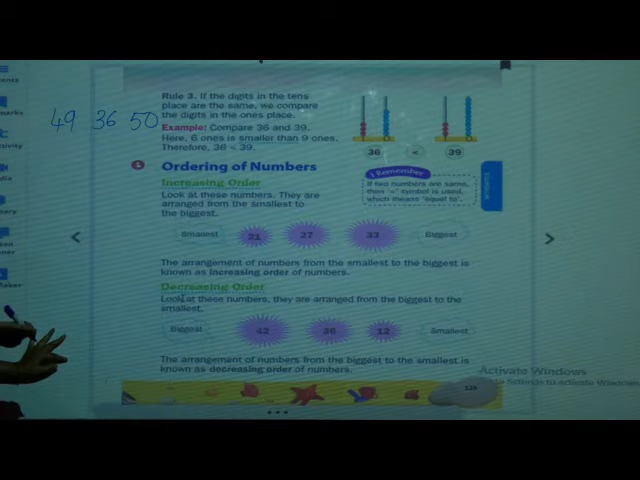 Rule 3. If the digits in the tens
place are the same, we compare
the digits in the ones place.
Example: Compare 36 and 39.
Here, 6 ones is smaller than 9 ones.
Therefore, 36 < 39.
36 < 39
49 36 50
1 Ordering of Numbers
Increasing Order
Look at these numbers. They are
arranged from the smallest to
the biggest.
I Remember
If two numbers are same,
then '=' symbol is used,
which means 'equal to'.
Smallest 21 27 33 Biggest
The arrangement of numbers from the smallest to the biggest is
known as increasing order of numbers.
Decreasing Order
Look at these numbers, they are arranged from the biggest to the
smallest.
Biggest 42 36 12 Smallest
The arrangement of numbers from the biggest to the smallest is
known as decreasing order of numbers.
Activate Windows
to activate Windows